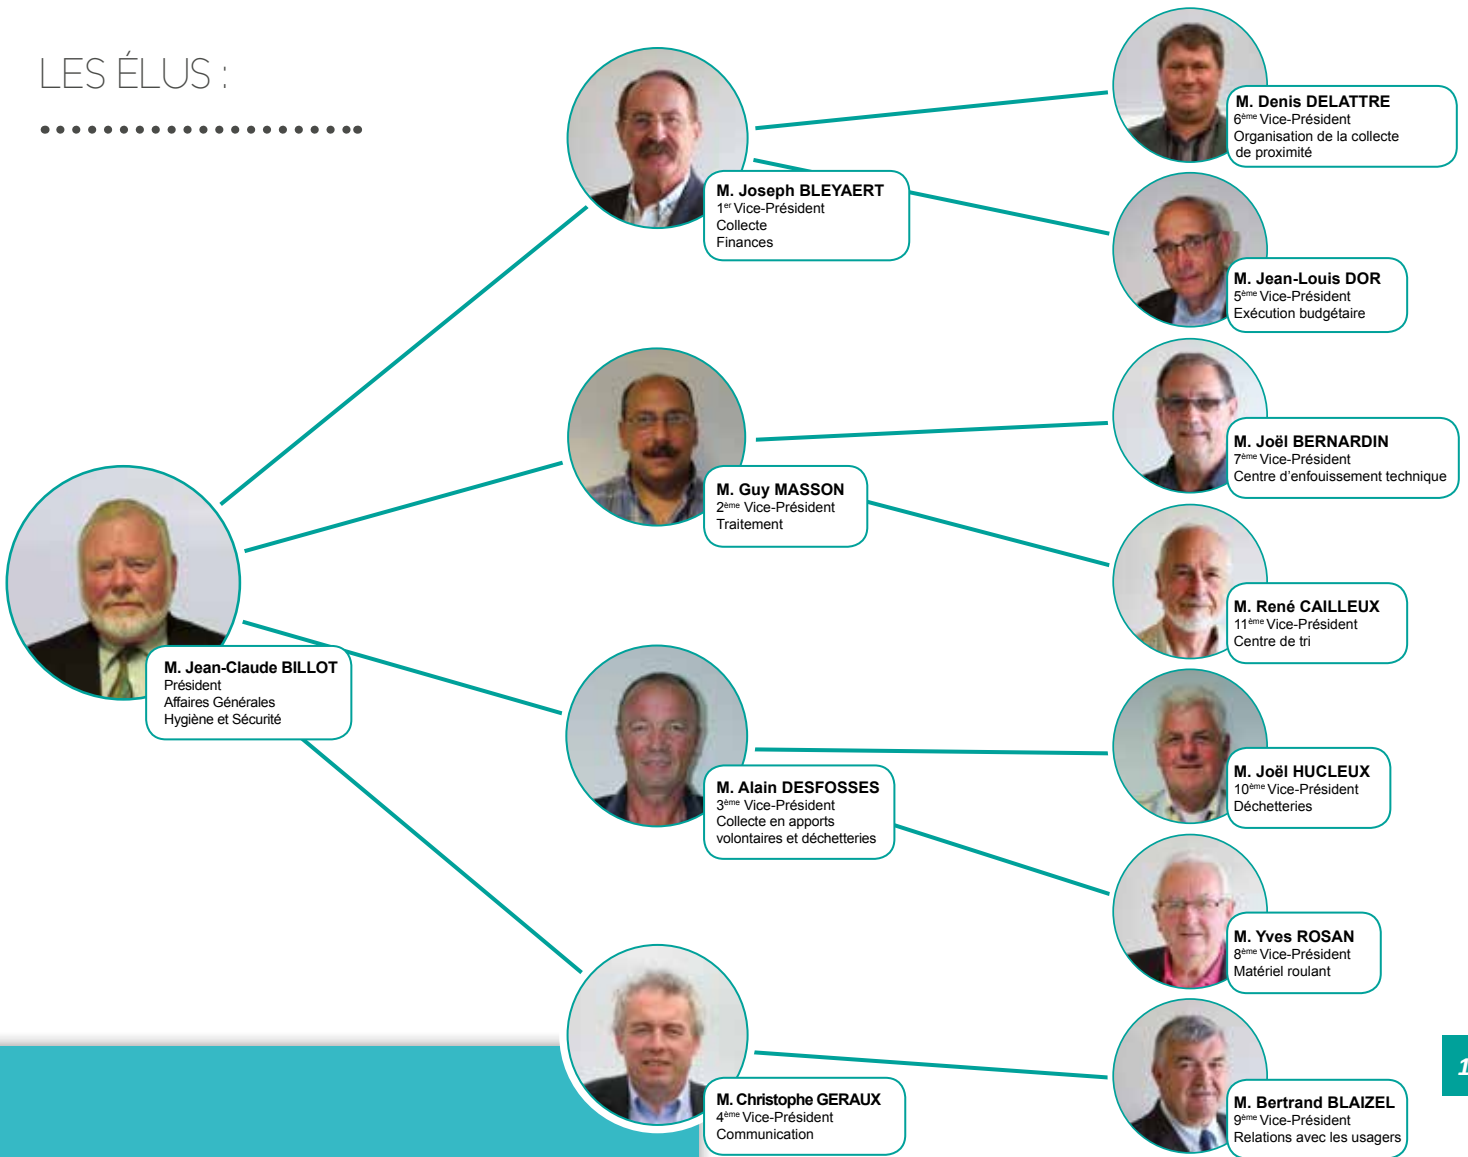 LES ÉLUS :
M. Jean-Claude BILLOT
Président
Affaires Générales
Hygiène et Sécurité
M. Joseph BLEYAERT
1er Vice-Président
Collecte
Finances
M. Guy MASSON
2ème Vice-Président
Traitement
M. Alain DESFOSSES
3ème Vice-Président
Collecte en apports
volontaires et déchetteries
M. Christophe GERAUX
4ème Vice-Président
Communication
M. Denis DELATTRE
6ème Vice-Président
Organisation de la collecte
de proximité
M. Jean-Louis DOR
5ème Vice-Président
Exécution budgétaire
M. Joël BERNARDIN
7ème Vice-Président
Centre d'enfouissement technique
M. René CAILLEUX
11ème Vice-Président
Centre de tri
M. Joël HUCLEUX
10ème Vice-Président
Déchetteries
M. Yves ROSAN
8ème Vice-Président
Matériel roulant
M. Bertrand BLAIZEL
9ème Vice-Président
Relations avec les usagers
1